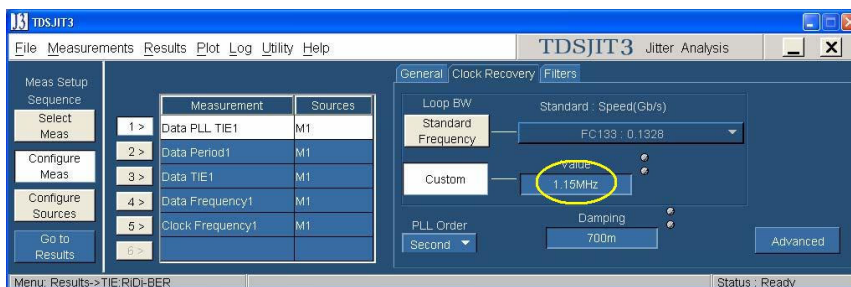 TDSJIT3
File Measurements Results Plot Log Utility Help
TDSJIT3 Jitter Analysis
Meas Setup
Sequence
Select
Meas
Configure
Meas
Configure
Sources
Go to
Results
Measurement Sources
1 > Data PLL TIE1 M1
2 > Data Period1 M1
3 > Data TIE1 M1
4 > Data Frequency1 M1
5 > Clock Frequency1 M1
6 >
General Clock Recovery Filters
Loop BW
Standard : Speed(Gb/s)
Standard
Frequency
FC133 : 0.1328
Custom
Value
1.15MHz
PLL Order
Second
Damping
700m
Advanced
Menu: Results->TIE:RjDj-BER
Status : Ready